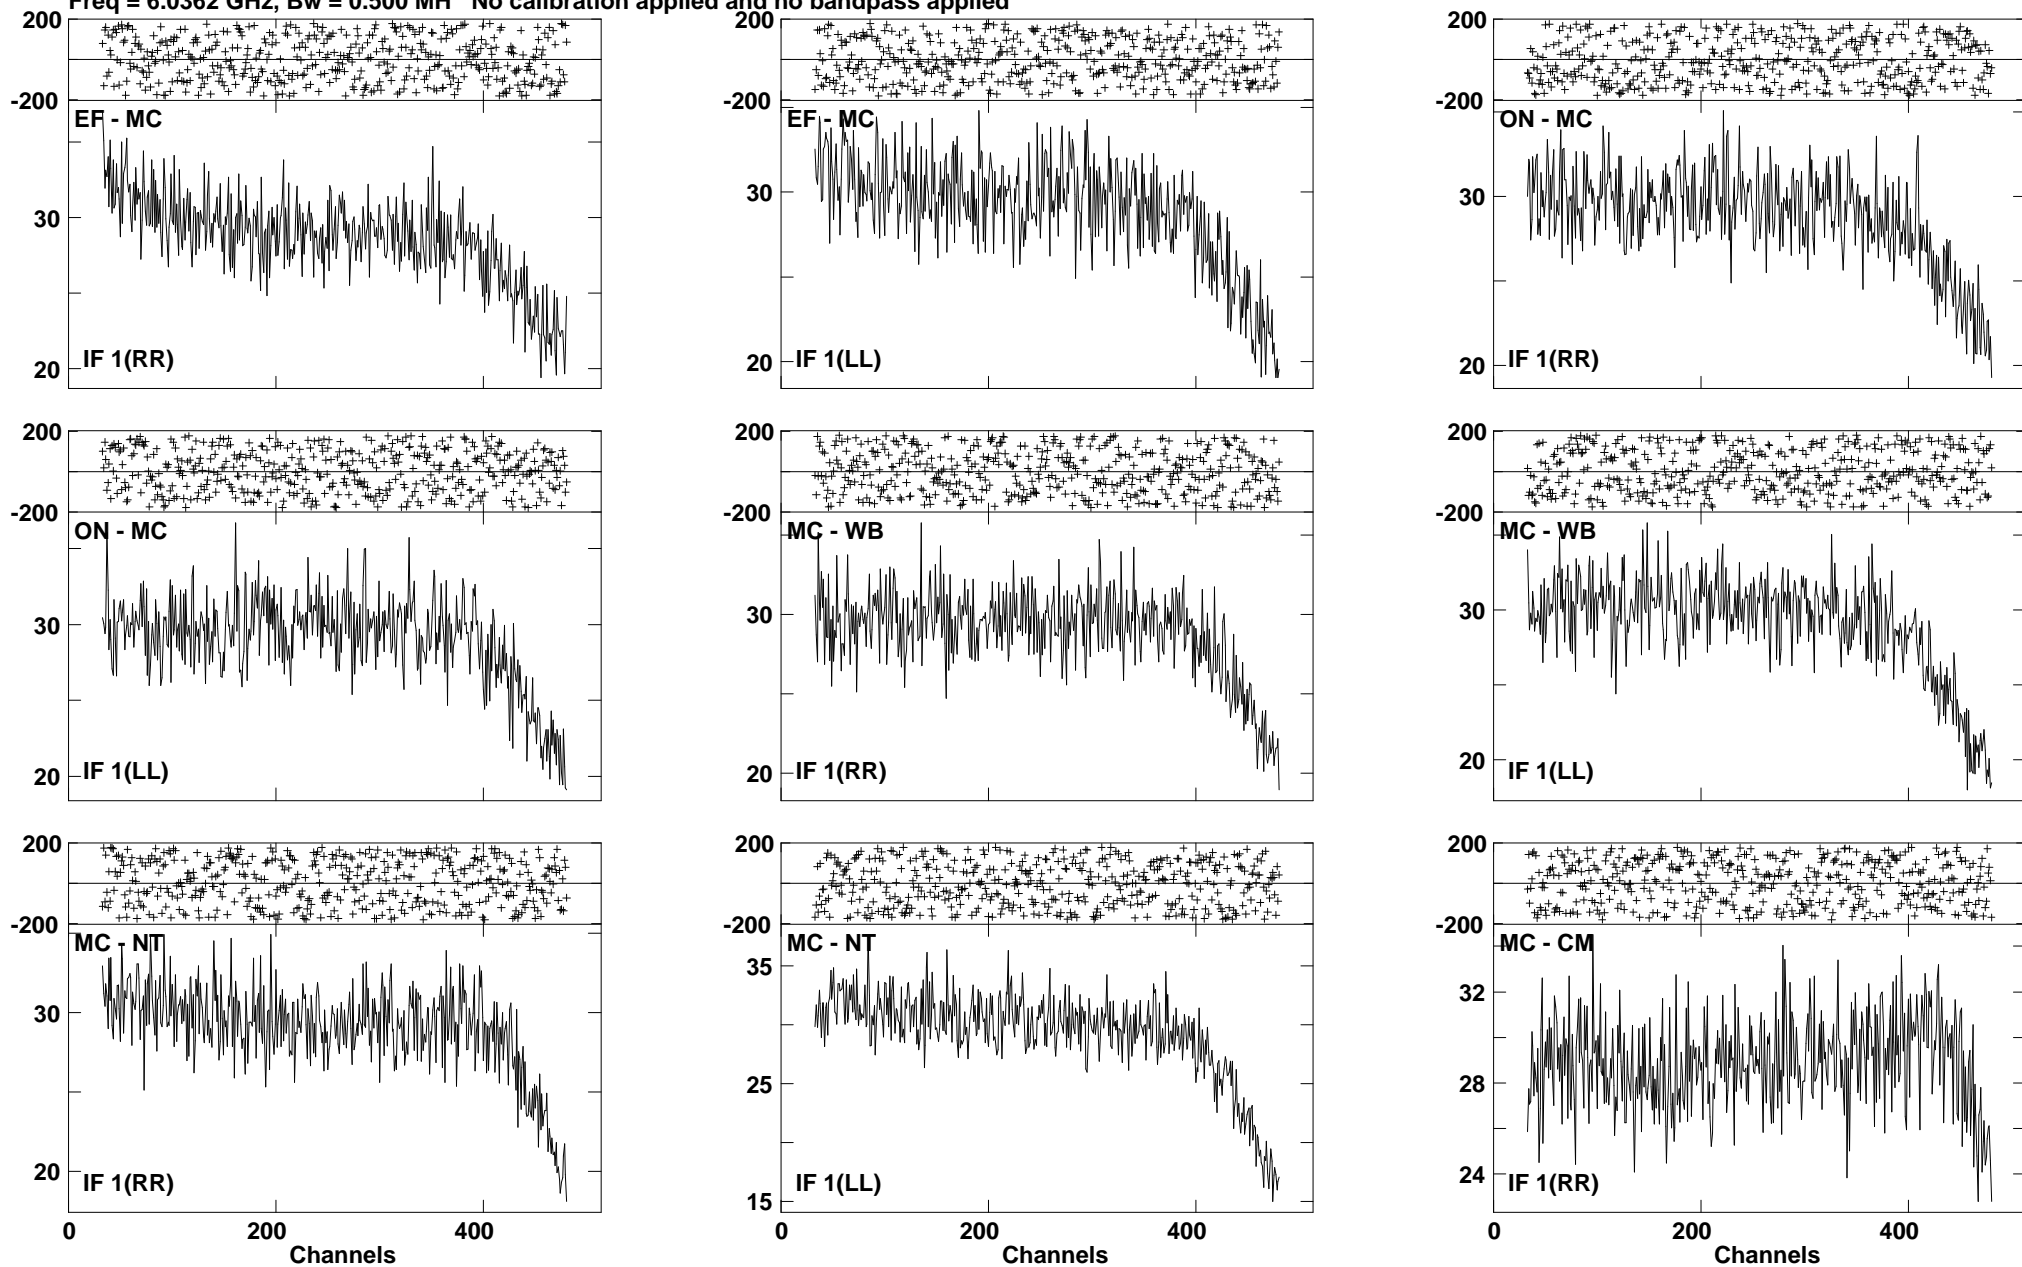 Freq = 6.0362 GHz, Bw = 0.500 MH No calibration applied and no bandpass applied
200
-200
EF - MC
30
20
IF 1(RR)
200
-200
EF - MC
30
20
IF 1(LL)
200
-200
ON - MC
30
20
IF 1(RR)
200
-200
ON - MC
30
20
IF 1(LL)
200
-200
MC - WB
30
20
IF 1(RR)
200
-200
MC - WB
30
20
IF 1(LL)
200
-200
MC - NT
30
20
IF 1(RR)
0 200 400
Channels
200
-200
MC - NT
35
25
15
IF 1(LL)
0 200 400
Channels
200
-200
MC - CM
32
28
24
IF 1(RR)
0 200 400
Channels